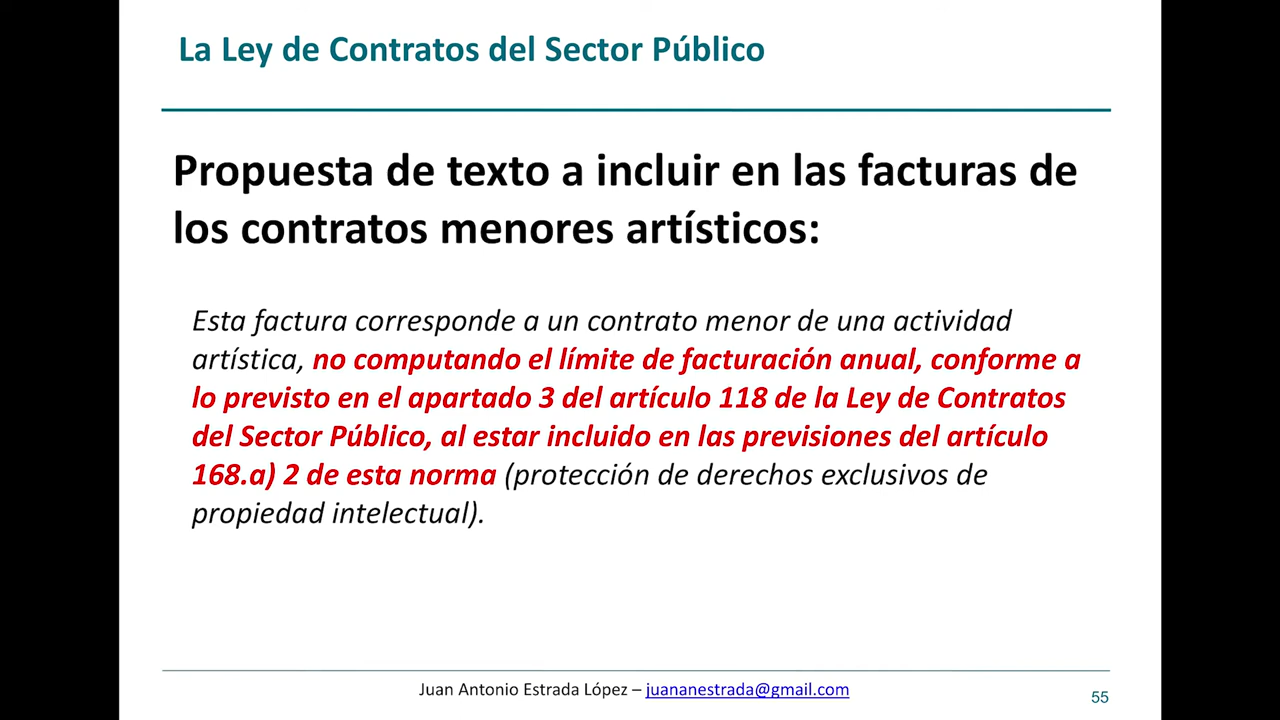 La Ley de Contratos del Sector Público
Propuesta de texto a incluir en las facturas de
los contratos menores artísticos:
Esta factura corresponde a un contrato menor de una actividad
artística, no computando el límite de facturación anual, conforme a
lo previsto en el apartado 3 del artículo 118 de la Ley de Contratos
del Sector Público, al estar incluido en las previsiones del artículo
168.a) 2 de esta norma (protección de derechos exclusivos de
propiedad intelectual).
Juan Antonio Estrada López – juananestrada@gmail.com
55